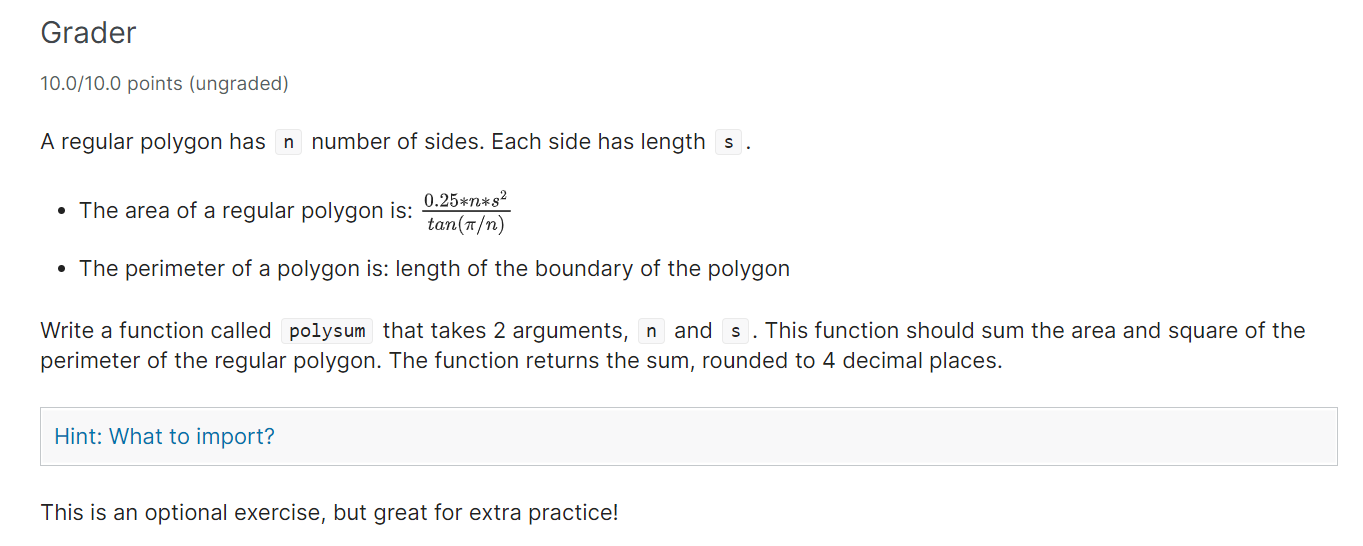 Grader
10.0/10.0 points (ungraded)
A regular polygon has n number of sides. Each side has length s.
• The area of a regular polygon is: 0.25*n*s² / tan(π/n)
• The perimeter of a polygon is: length of the boundary of the polygon
Write a function called polysum that takes 2 arguments, n and s. This function should sum the area and square of the
perimeter of the regular polygon. The function returns the sum, rounded to 4 decimal places.
Hint: What to import?
This is an optional exercise, but great for extra practice!